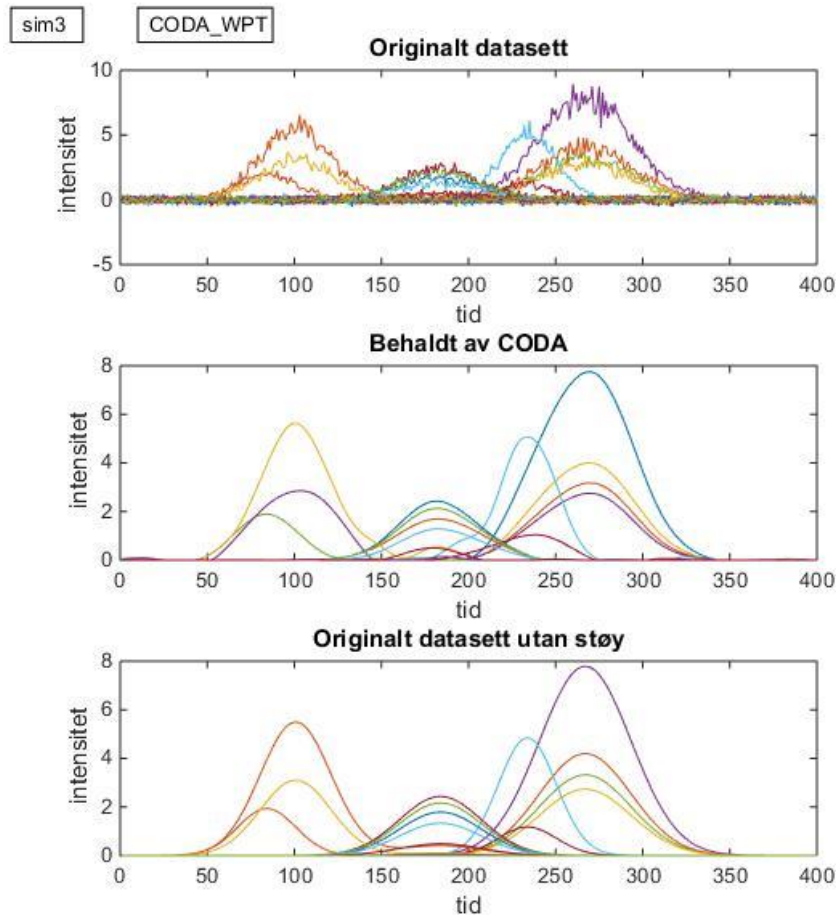 sim3
CODA_WPT
Originalt datasett
10
5
0
-5
intensitet
0 50 100 150 200 250 300 350 400
tid
Behaldt av CODA
8
6
4
2
0
intensitet
0 50 100 150 200 250 300 350 400
tid
Originalt datasett utan støy
8
6
4
2
0
intensitet
0 50 100 150 200 250 300 350 400
tid